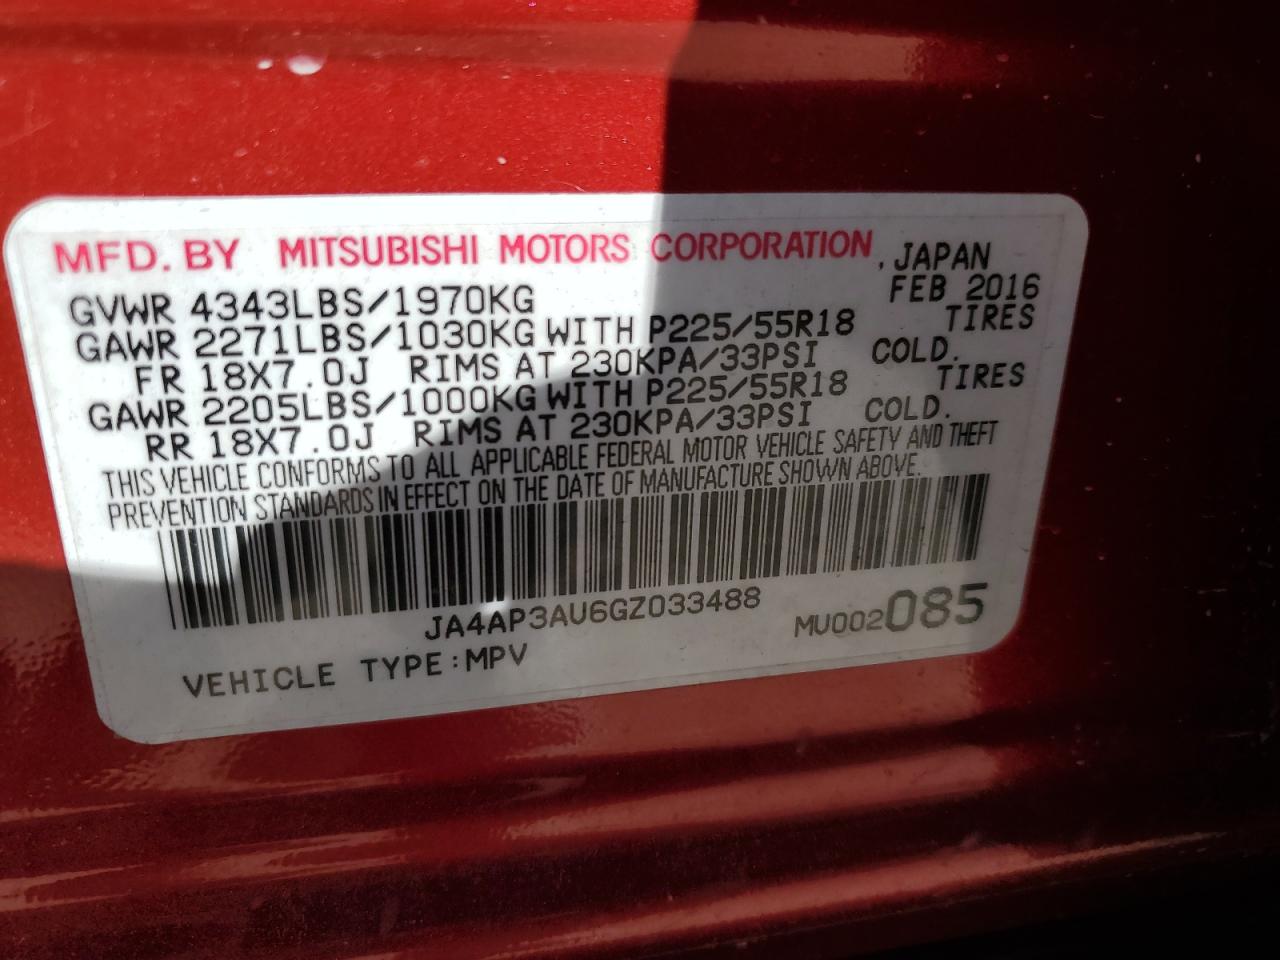 MFD. BY MITSUBISHI MOTORS CORPORATION, JAPAN
GVWR 4343LBS/1970KG FEB 2016
GAWR 2271LBS/1030KG WITH P225/55R18 TIRES
FR 18X7.0J RIMS AT 230KPA/33PSI COLD.
GAWR 2205LBS/1000KG WITH P225/55R18 TIRES
RR 18X7.0J RIMS AT 230KPA/33PSI COLD.
THIS VEHICLE CONFORMS TO ALL APPLICABLE FEDERAL MOTOR VEHICLE SAFETY AND THEFT
PREVENTION STANDARDS IN EFFECT ON THE DATE OF MANUFACTURE SHOWN ABOVE.
JA4AP3AU6GZ033488 MU002085
VEHICLE TYPE:MPV